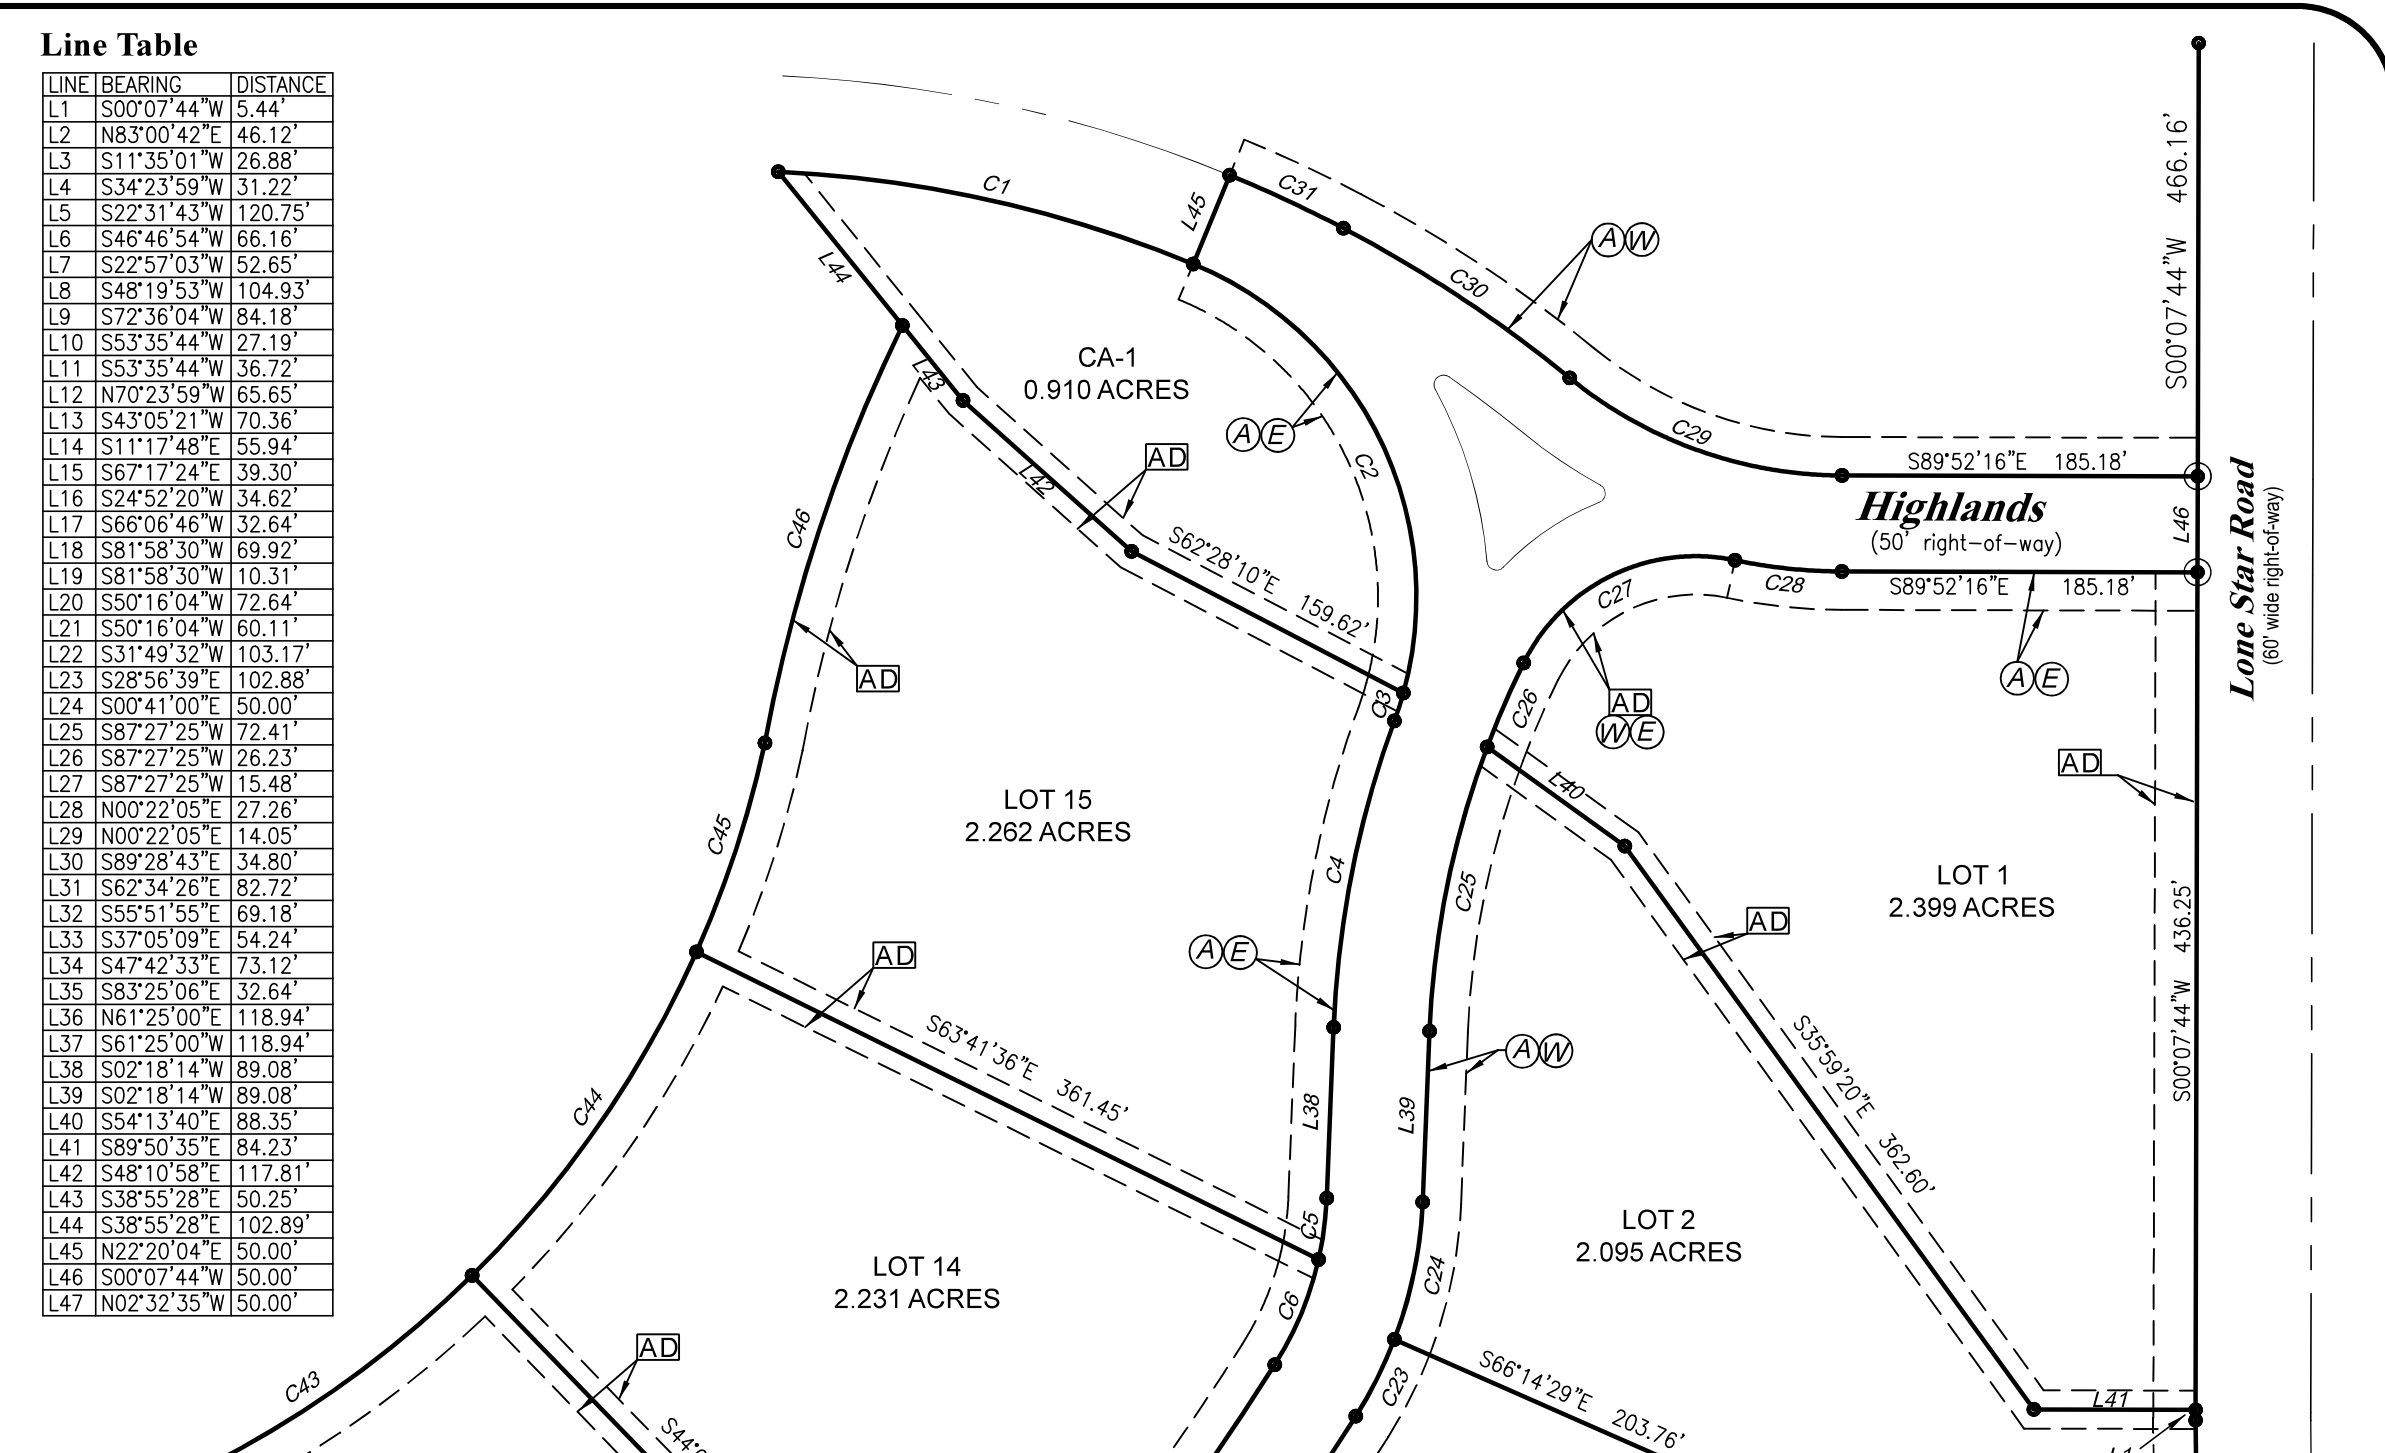 Line Table
LINE BEARING DISTANCE
L1 S00°07'44"W 5.44'
L2 N83°00'42"E 46.12'
L3 S11°35'01"W 26.88'
L4 S34°23'59"W 31.22'
L5 S22°31'43"W 120.75'
L6 S46°46'54"W 66.16'
L7 S22°57'03"W 52.65'
L8 S48°19'53"W 104.93'
L9 S72°36'04"W 84.18'
L10 S53°35'44"W 27.19'
L11 S53°35'44"W 36.72'
L12 N70°23'59"W 65.65'
L13 S43°05'21"W 70.36'
L14 S11°17'48"E 55.94'
L15 S67°17'24"E 39.30'
L16 S24°52'20"W 34.62'
L17 S66°06'46"W 32.64'
L18 S81°58'30"W 69.92'
L19 S81°58'30"W 10.31'
L20 S50°16'04"W 72.64'
L21 S50°16'04"W 60.11'
L22 S31°49'32"W 103.17'
L23 S28°56'39"E 102.88'
L24 S00°41'00"E 50.00'
L25 S87°27'25"W 72.41'
L26 S87°27'25"W 26.23'
L27 S87°27'25"W 15.48'
L28 N00°22'05"E 27.26'
L29 N00°22'05"E 14.05'
L30 S89°28'43"E 34.80'
L31 S62°34'26"E 82.72'
L32 S55°51'55"E 69.18'
L33 S37°05'09"E 54.24'
L34 S47°42'33"E 73.12'
L35 S83°25'06"E 32.64'
L36 N61°25'00"E 118.94'
L37 S61°25'00"W 118.94'
L38 S02°18'14"W 89.08'
L39 S02°18'14"W 89.08'
L40 S54°13'40"E 88.35'
L41 S89°50'35"E 84.23'
L42 S48°10'58"E 117.81'
L43 S38°55'28"E 50.25'
L44 S38°55'28"E 102.89'
L45 N22°20'04"E 50.00'
L46 S00°07'44"W 50.00'
L47 N02°32'35"W 50.00'
C1
L45
C31
C30
A W
S00°07'44"W 466.16'
L44
L43
CA-1
0.910 ACRES
A E
C2
C29
S89°52'16"E 185.18'
Highlands
(50' right-of-way)
L46
Lone Star Road
(60' wide right-of-way)
AD
L42
C46
S62°28'10"E 159.62'
C27
C28
S89°52'16"E 185.18'
AD
C3
C26
AD
W E
A E
AD
L40
C45
LOT 15
2.262 ACRES
C4
C25
LOT 1
2.399 ACRES
S00°07'44"W 436.25'
AD
A E
AD
S63°41'36"E 361.45'
A W
S35°59'20"E 362.60'
C44
L38
L39
LOT 2
2.095 ACRES
C5
C24
LOT 14
2.231 ACRES
C6
AD
C43
C23
S66°14'29"E 203.76'
L41